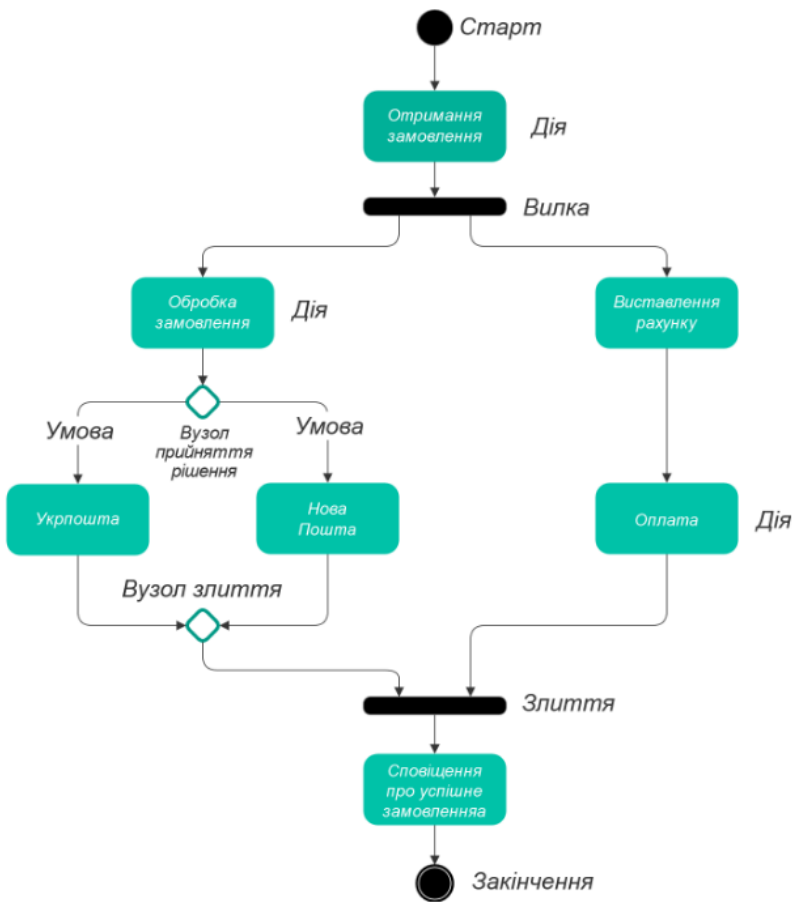 Старт
Отримання
замовлення
Дія
Вилка
Обробка
замовлення
Дія
Виставлення
рахунку
Умова
Вузол
прийняття
рішення
Умова
Укрпошта
Нова
Пошта
Оплата
Дія
Вузол злиття
Злиття
Сповіщення
про успішне
замовленняа
Закінчення